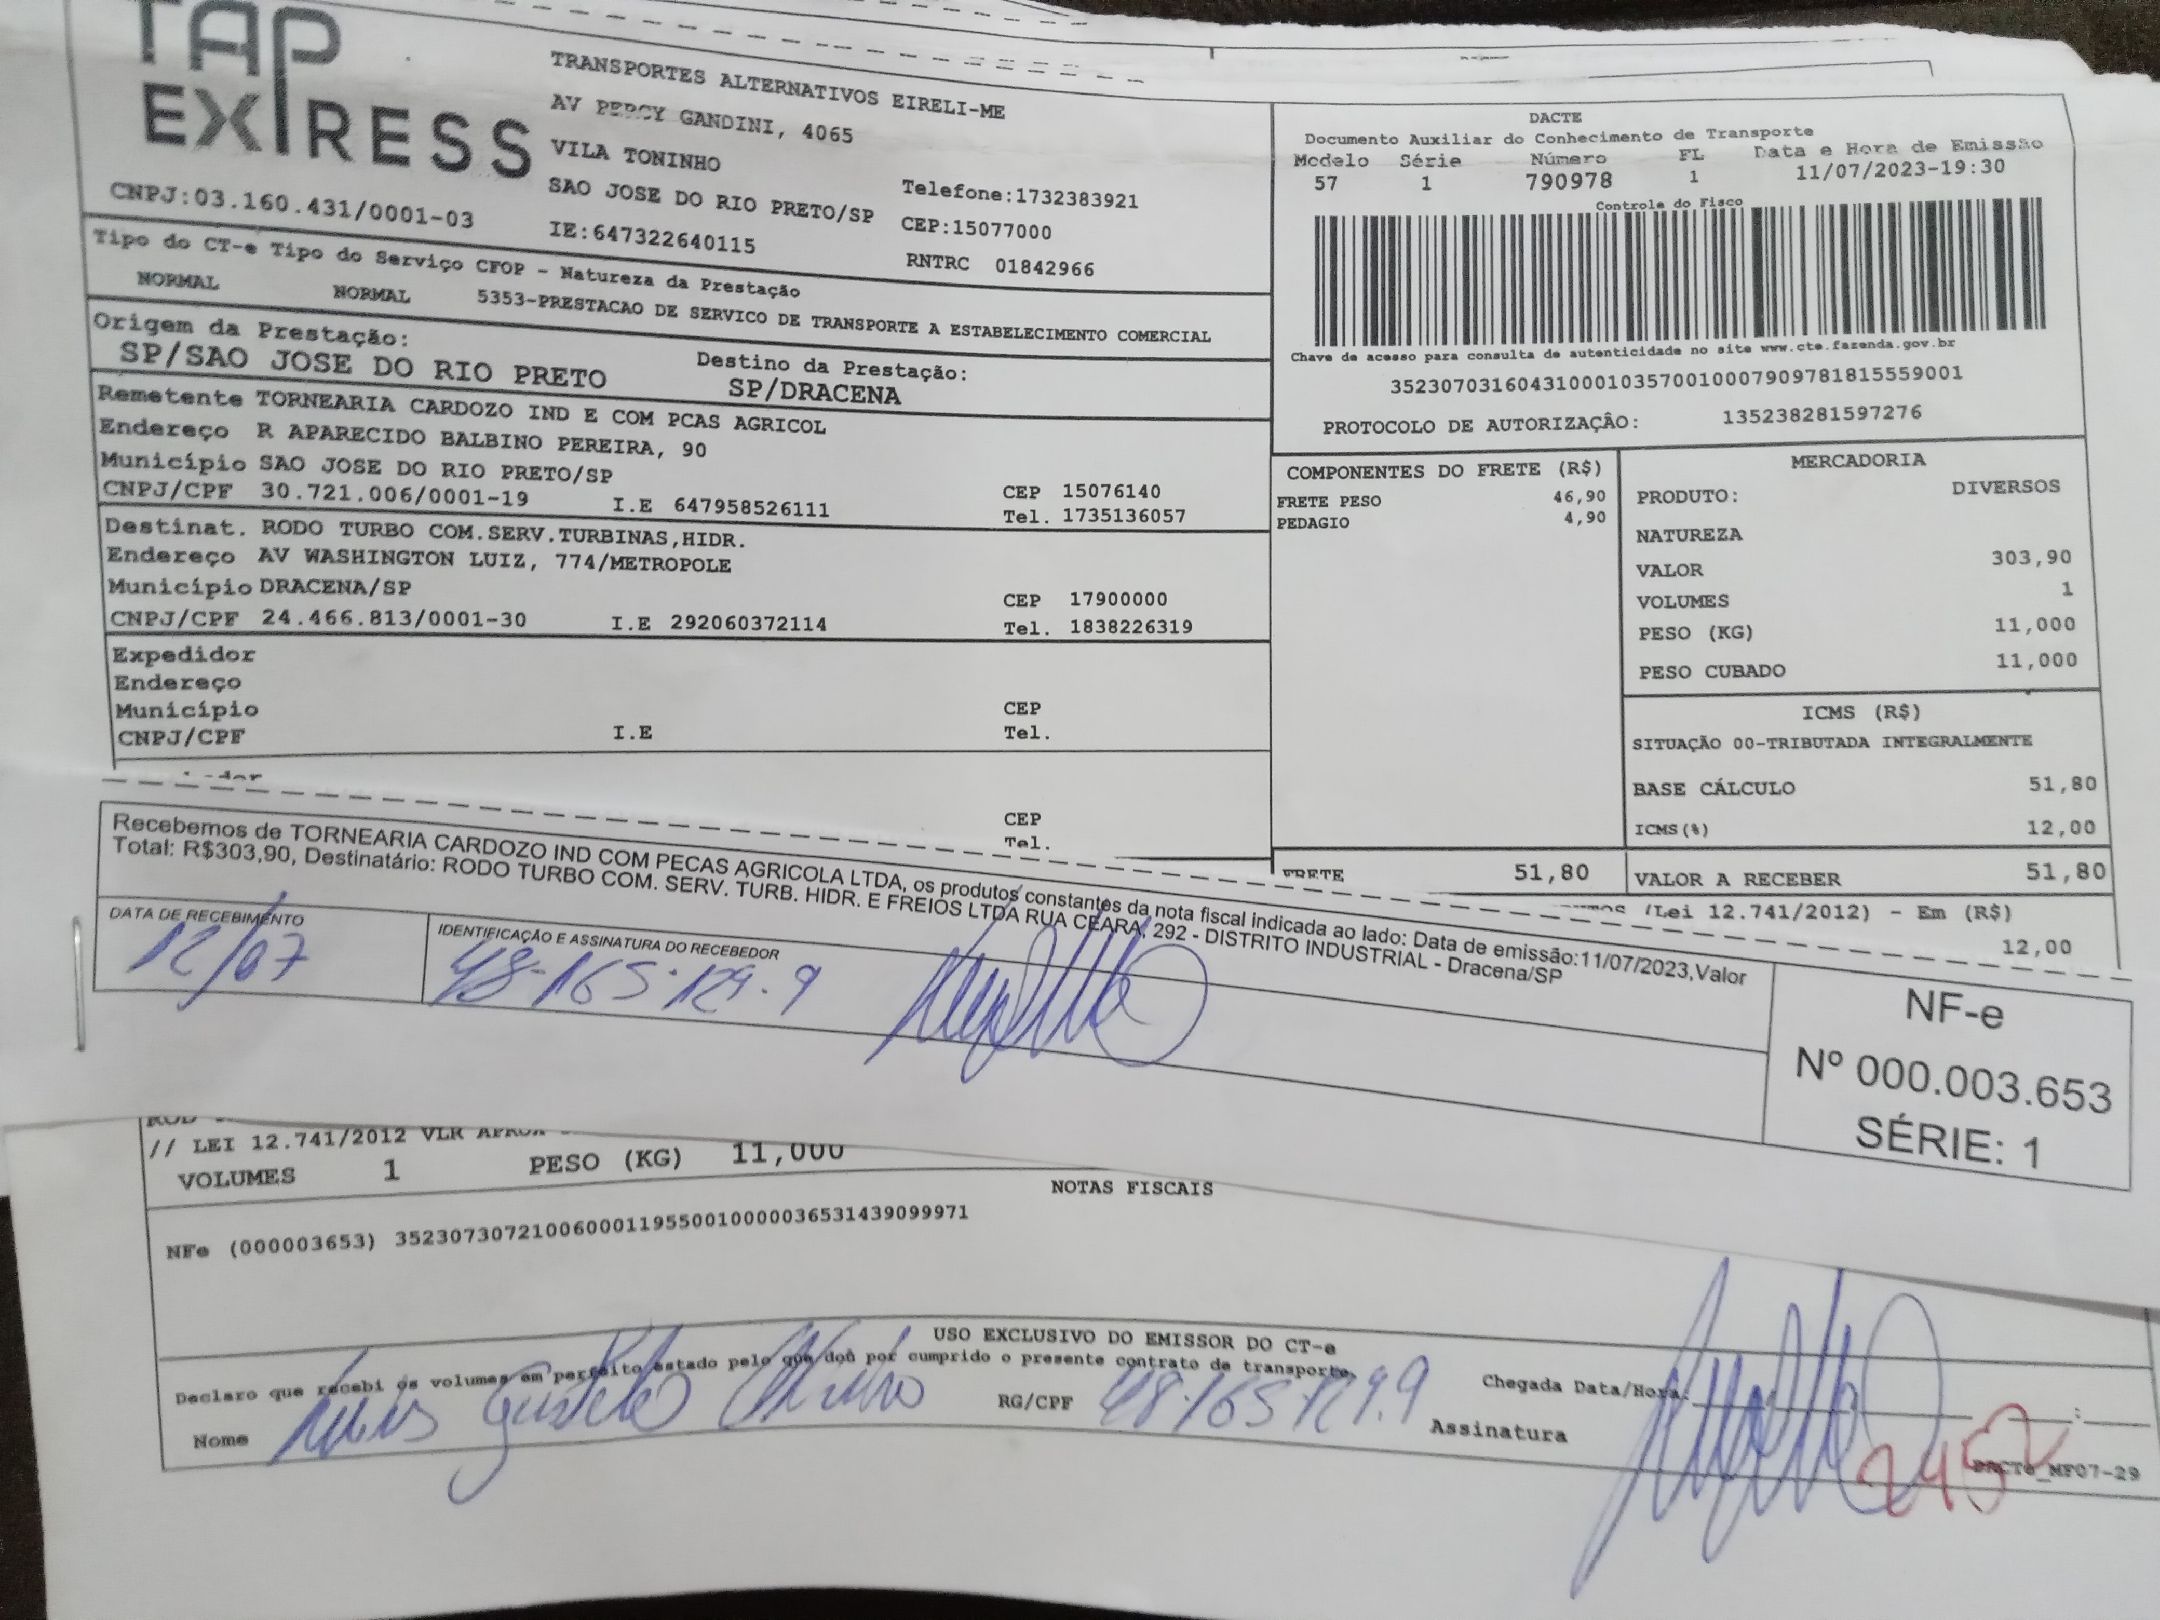 TAP
EXPRESS
TRANSPORTES ALTERNATIVOS EIRELI-ME
AV PERCY GANDINI, 4065
VILA TONINHO
SAO JOSE DO RIO PRETO/SP
Telefone:1732383921
CEP:15077000
CNPJ:03.160.431/0001-03
IE:647322640115
RNTRC 01842966
Tipo do CT-e Tipo do Serviço CFOP - Natureza da Prestação
NORMAL NORMAL 5353-PRESTACAO DE SERVICO DE TRANSPORTE A ESTABELECIMENTO COMERCIAL
Origem da Prestação:
SP/SAO JOSE DO RIO PRETO
Destino da Prestação:
SP/DRACENA
Remetente TORNEARIA CARDOZO IND E COM PCAS AGRICOL
Endereço R APARECIDO BALBINO PEREIRA, 90
Município SAO JOSE DO RIO PRETO/SP CEP 15076140
CNPJ/CPF 30.721.006/0001-19 I.E 647958526111 Tel. 1735136057
Destinat. RODO TURBO COM.SERV.TURBINAS,HIDR.
Endereço AV WASHINGTON LUIZ, 774/METROPOLE
Município DRACENA/SP CEP 17900000
CNPJ/CPF 24.466.813/0001-30 I.E 292060372114 Tel. 1838226319
Expedidor
Endereço
Município CEP
CNPJ/CPF I.E Tel.
CEP
Tel.
DACTE
Documento Auxiliar do Conhecimento de Transporte
Modelo Série Número FL Data e Hora de Emissão
57 1 790978 1 11/07/2023-19:30
Controle do Fisco
Chave de acesso para consulta de autenticidade no site www.cte.fazenda.gov.br
35230703160431000103570010007909781815559001
PROTOCOLO DE AUTORIZAÇÂO: 135238281597276
COMPONENTES DO FRETE (R$)
FRETE PESO 46,90
PEDAGIO 4,90
FRETE 51,80
MERCADORIA
PRODUTO: DIVERSOS
NATUREZA
VALOR 303,90
VOLUMES 1
PESO (KG) 11,000
PESO CUBADO 11,000
ICMS (R$)
SITUAÇÃO 00-TRIBUTADA INTEGRALMENTE
BASE CÁLCULO 51,80
ICMS(%) 12,00
VALOR A RECEBER 51,80
(Lei 12.741/2012) - Em (R$)
12,00
Recebemos de TORNEARIA CARDOZO IND COM PECAS AGRICOLA LTDA, os produtos constantes da nota fiscal indicada ao lado: Data de emissão:11/07/2023,Valor
Total: R$303,90, Destinatário: RODO TURBO COM. SERV. TURB. HIDR. E FREIOS LTDA RUA CEARA, 292 - DISTRITO INDUSTRIAL - Dracena/SP
DATA DE RECEBIMENTO
12/07
IDENTIFICAÇÃO E ASSINATURA DO RECEBEDOR
48.165.129.9
NF-e
Nº 000.003.653
SÉRIE: 1
// LEI 12.741/2012 VLR APROX
VOLUMES 1 PESO (KG) 11,000
NOTAS FISCAIS
NFe (000003653) 35230730721006000119550010000036531439099971
USO EXCLUSIVO DO EMISSOR DO CT-e
Declaro que recebi os volumes em perfeito estado pelo que dou por cumprido o presente contrato de transporte.
Nome Luis Gustavo
RG/CPF 48.165.129.9
Chegada Data/Hora:
Assinatura
DACTe_MF07-29